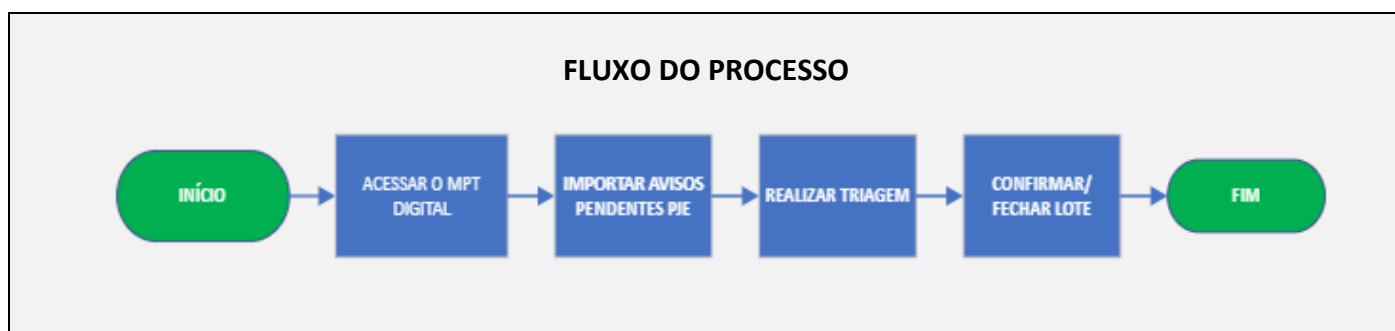 FLUXO DO PROCESSO
INÍCIO
ACESSAR O MPT
DIGITAL
IMPORTAR AVISOS
PENDENTES PJE
REALIZAR TRIAGEM
CONFIRMAR/
FECHAR LOTE
FIM